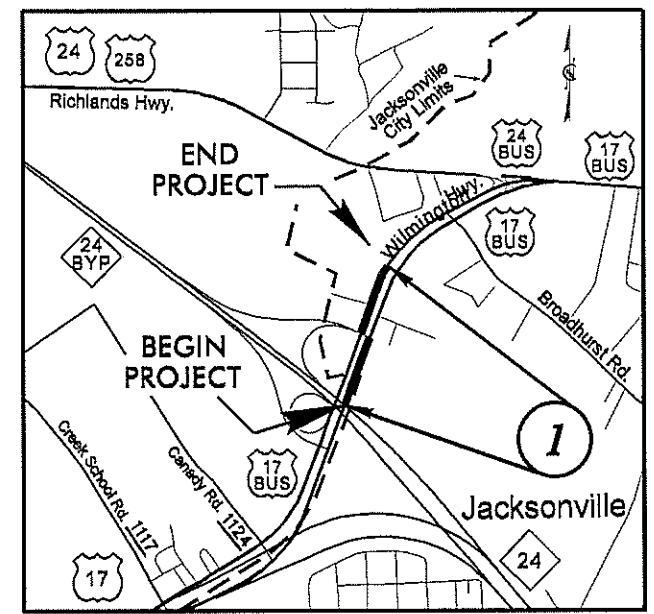 24
258
Richlands Hwy.
Jacksonville
City Limits
24
BUS
17
BUS
END
PROJECT
Wilmington
Hwy.
17
BUS
24
BYP
Broadhurst Rd.
BEGIN
PROJECT
1
Creek School Rd. 1117
Canady Rd. 1124
17
BUS
Jacksonville
17
24